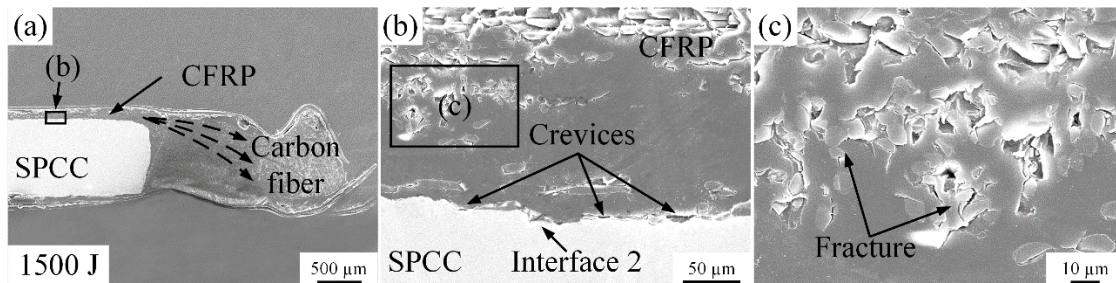 (a)
(b)
CFRP
Carbon
fiber
SPCC
1500 J
500 μm
(b)
CFRP
(c)
Crevices
SPCC
Interface 2
50 μm
(c)
Fracture
10 μm